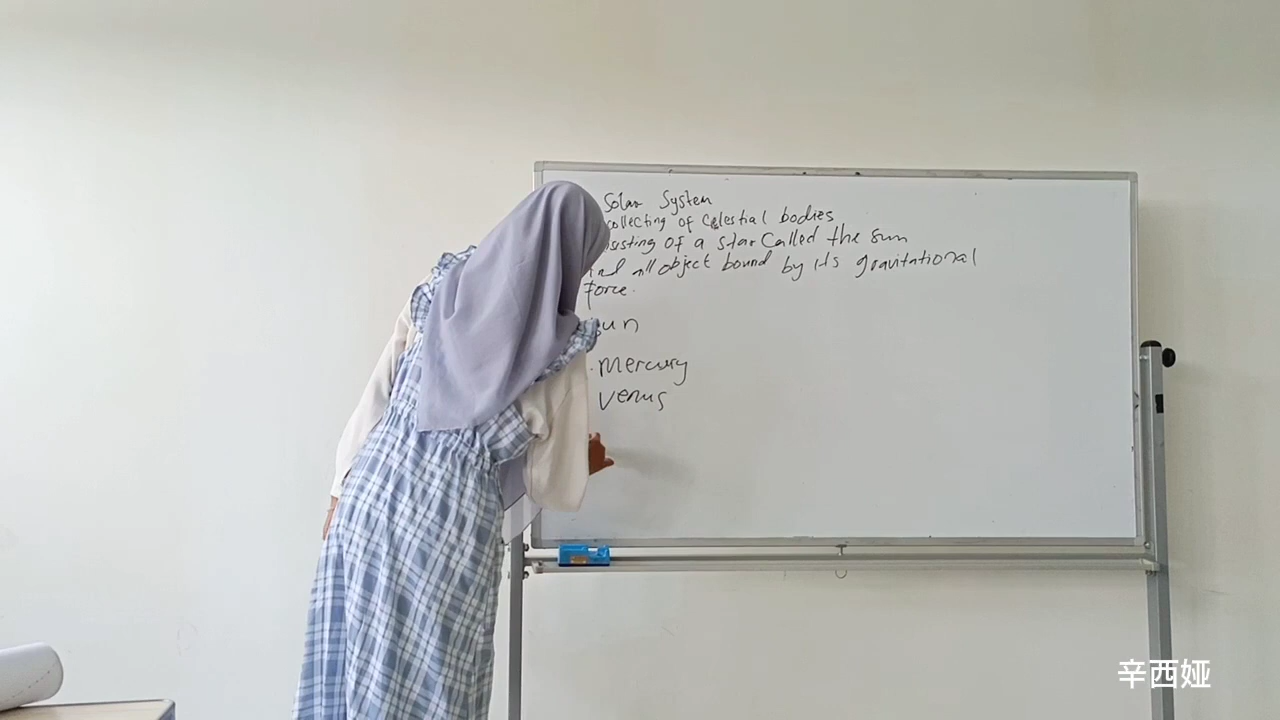 Solar System
collecting of Celestial bodies
sisting of a star Called the sun
and all object bound by its gravitational
force.
sun
mercury
venus
辛西娅